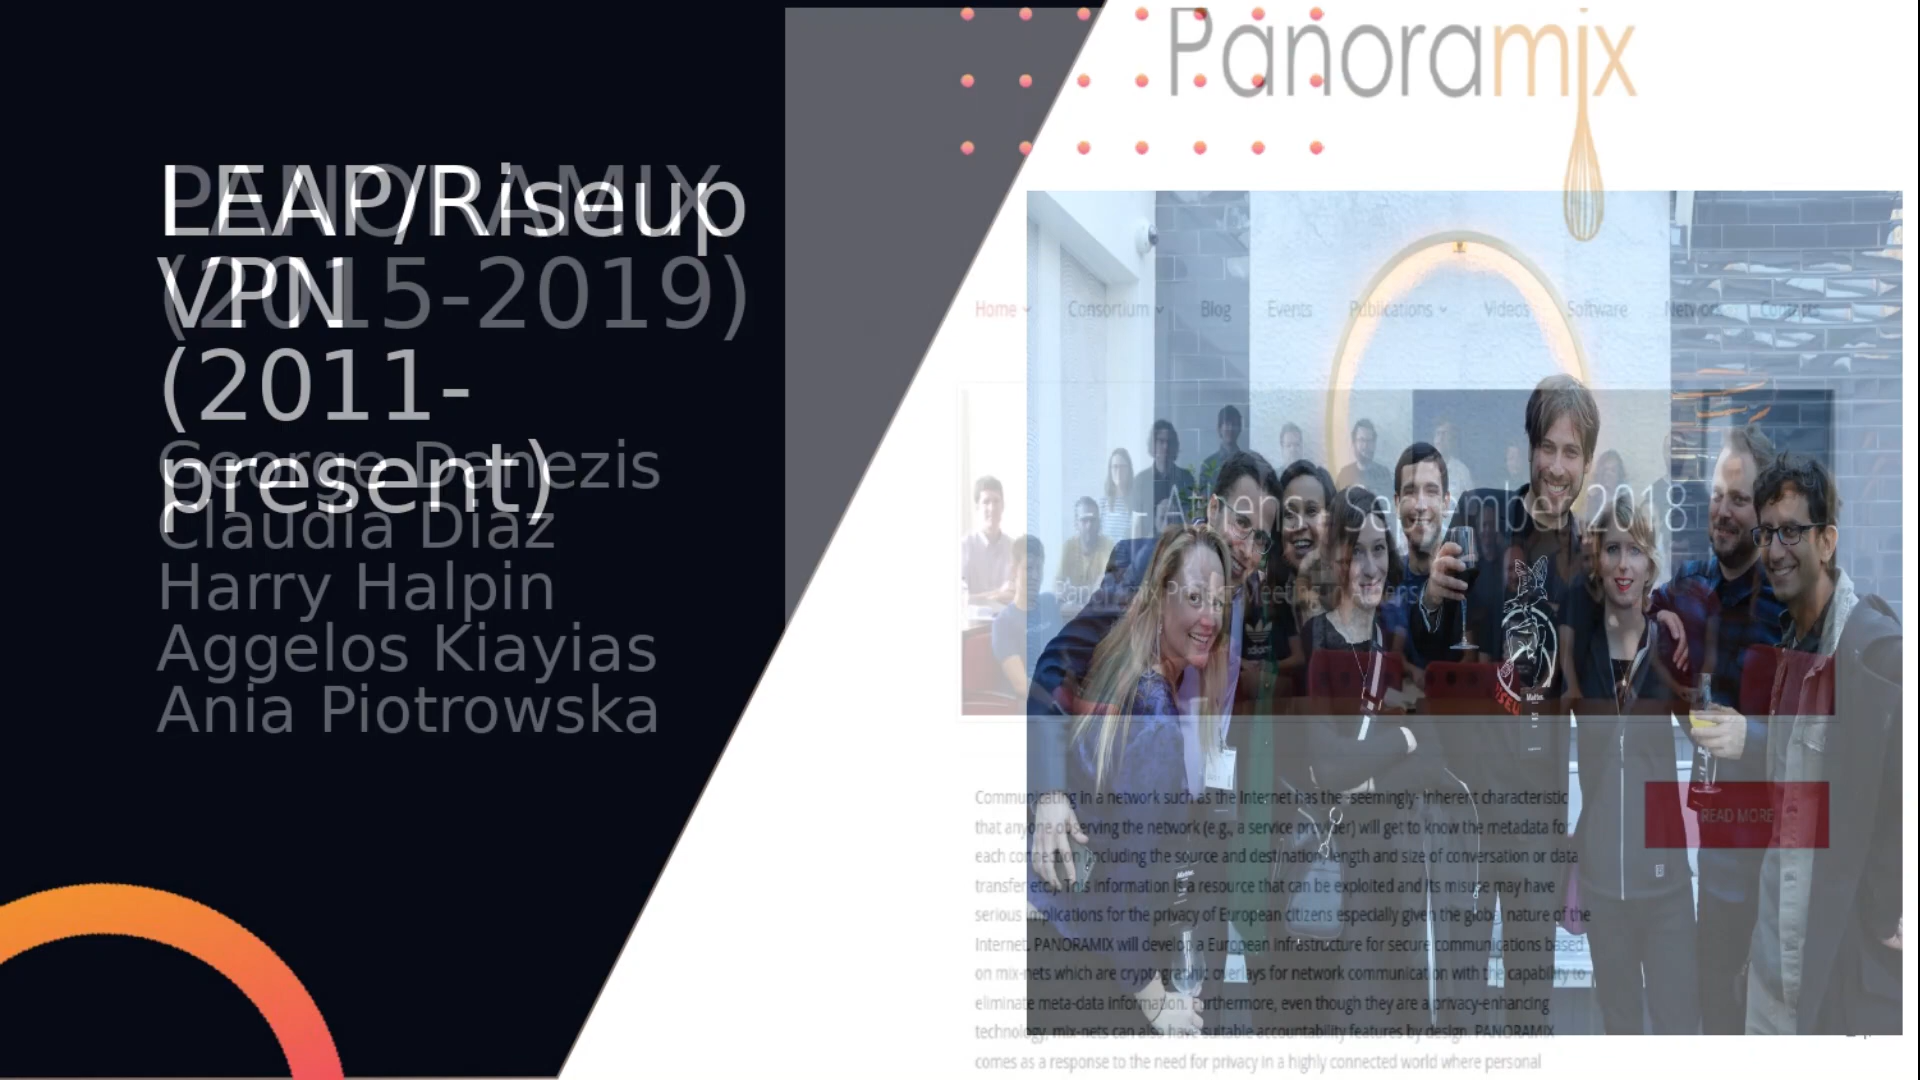 Panoramix
LEAP/Riseup
VPN
(2011-
present)
PANORAMIX
(2015-2019)
George Danezis
Claudia Diaz
Harry Halpin
Aggelos Kiayias
Ania Piotrowska
Home Consortium Blog Events Publications Videos Software Network Contacts
Athens, September 2018
Panoramix Project Meeting in Athens
READ MORE
Communicating in a network such as the Internet has the -seemingly- inherent characteristic
that anyone observing the network (e.g., a service provider) will get to know the metadata for
each connection including the source and destination, length and size of conversation or data
transfer etc.). This information is a resource that can be exploited and its misuse may have
serious implications for the privacy of European citizens especially given the global nature of the
Internet. PANORAMIX will develop a European infrastructure for secure communications based
on mix-nets which are cryptographic overlays for network communication with the capability to
eliminate meta-data information. Furthermore, even though they are a privacy-enhancing
technology, mix-nets can also have suitable accountability features by design. PANORAMIX
comes as a response to the need for privacy in a highly connected world where personal